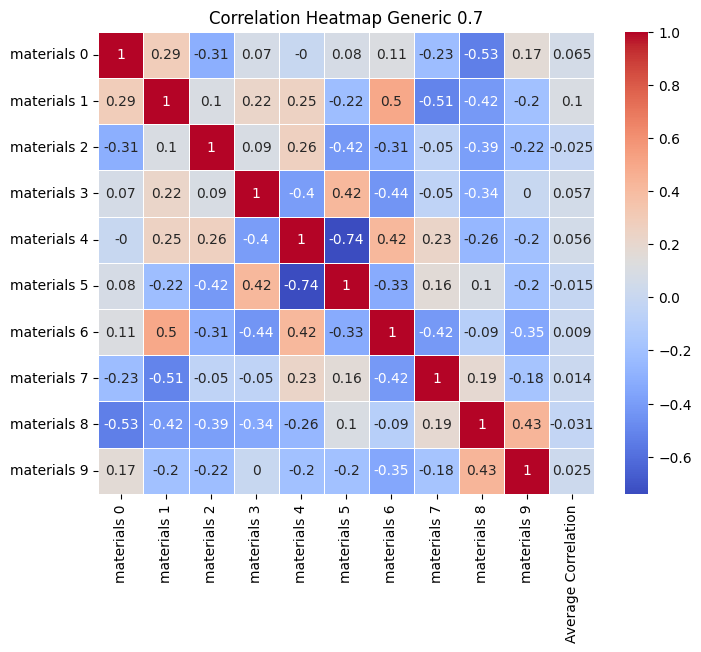 Correlation Heatmap Generic 0.7
materials 0 1 0.29 -0.31 0.07 -0 0.08 0.11 -0.23 -0.53 0.17 0.065
materials 1 0.29 1 0.1 0.22 0.25 -0.22 0.5 -0.51 -0.42 -0.2 0.1
materials 2 -0.31 0.1 1 0.09 0.26 -0.42 -0.31 -0.05 -0.39 -0.22 -0.025
materials 3 0.07 0.22 0.09 1 -0.4 0.42 -0.44 -0.05 -0.34 0 0.057
materials 4 -0 0.25 0.26 -0.4 1 -0.74 0.42 0.23 -0.26 -0.2 0.056
materials 5 0.08 -0.22 -0.42 0.42 -0.74 1 -0.33 0.16 0.1 -0.2 -0.015
materials 6 0.11 0.5 -0.31 -0.44 0.42 -0.33 1 -0.42 -0.09 -0.35 0.009
materials 7 -0.23 -0.51 -0.05 -0.05 0.23 0.16 -0.42 1 0.19 -0.18 0.014
materials 8 -0.53 -0.42 -0.39 -0.34 -0.26 0.1 -0.09 0.19 1 0.43 -0.031
materials 9 0.17 -0.2 -0.22 0 -0.2 -0.2 -0.35 -0.18 0.43 1 0.025
materials 0
materials 1
materials 2
materials 3
materials 4
materials 5
materials 6
materials 7
materials 8
materials 9
Average Correlation
1.0
0.8
0.6
0.4
0.2
0.0
-0.2
-0.4
-0.6